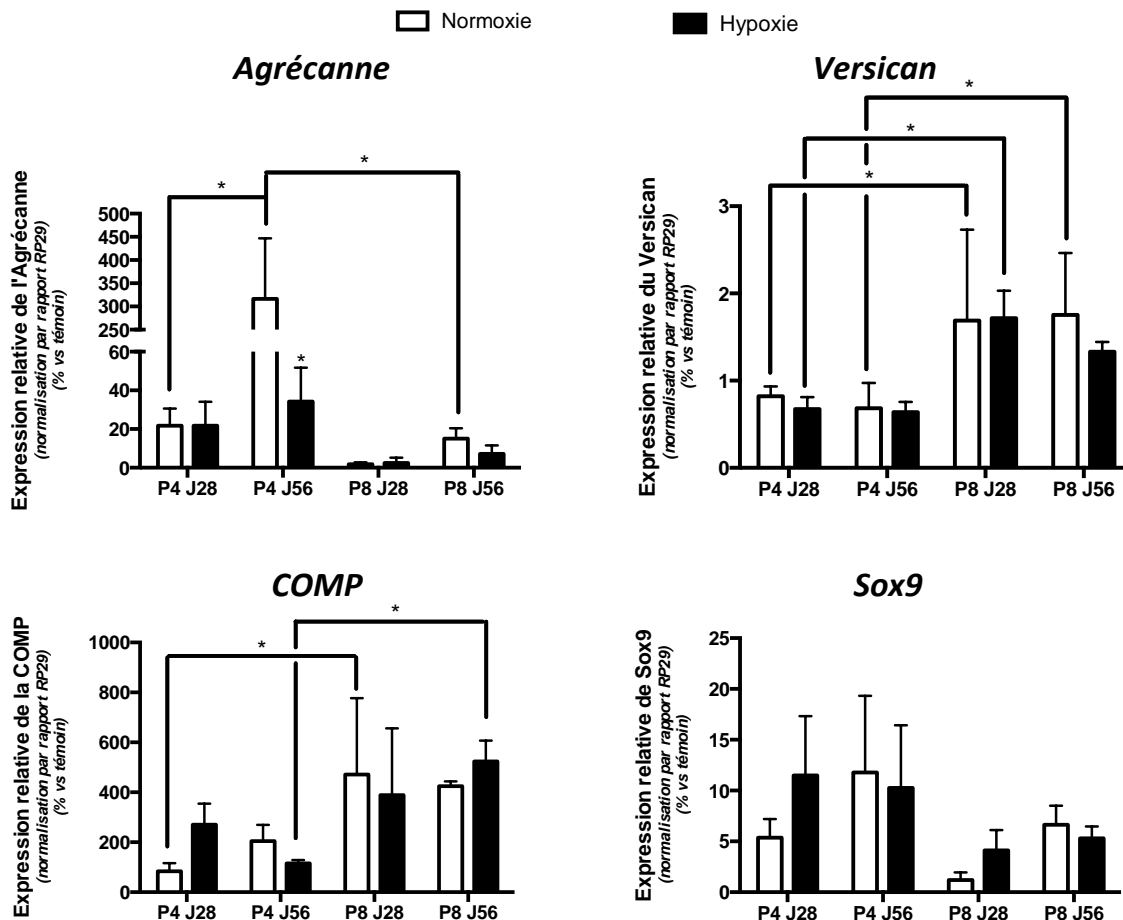 Normoxie
Hypoxie
Agrécanne
*
*
Expression relative de l'Agrécanne
(normalisation par rapport RP29)
(% vs témoin)
500
450
400
350
300
250
60
40
20
0
*
P4 J28
P4 J56
P8 J28
P8 J56
Versican
*
*
*
Expression relative du Versican
(normalisation par rapport RP29)
(% vs témoin)
3
2
1
0
P4 J28
P4 J56
P8 J28
P8 J56
COMP
*
*
Expression relative de la COMP
(normalisation par rapport RP29)
(% vs témoin)
1000
800
600
400
200
0
P4 J28
P4 J56
P8 J28
P8 J56
Sox9
Expression relative de Sox9
(normalisation par rapport RP29)
(% vs témoin)
25
20
15
10
5
0
P4 J28
P4 J56
P8 J28
P8 J56